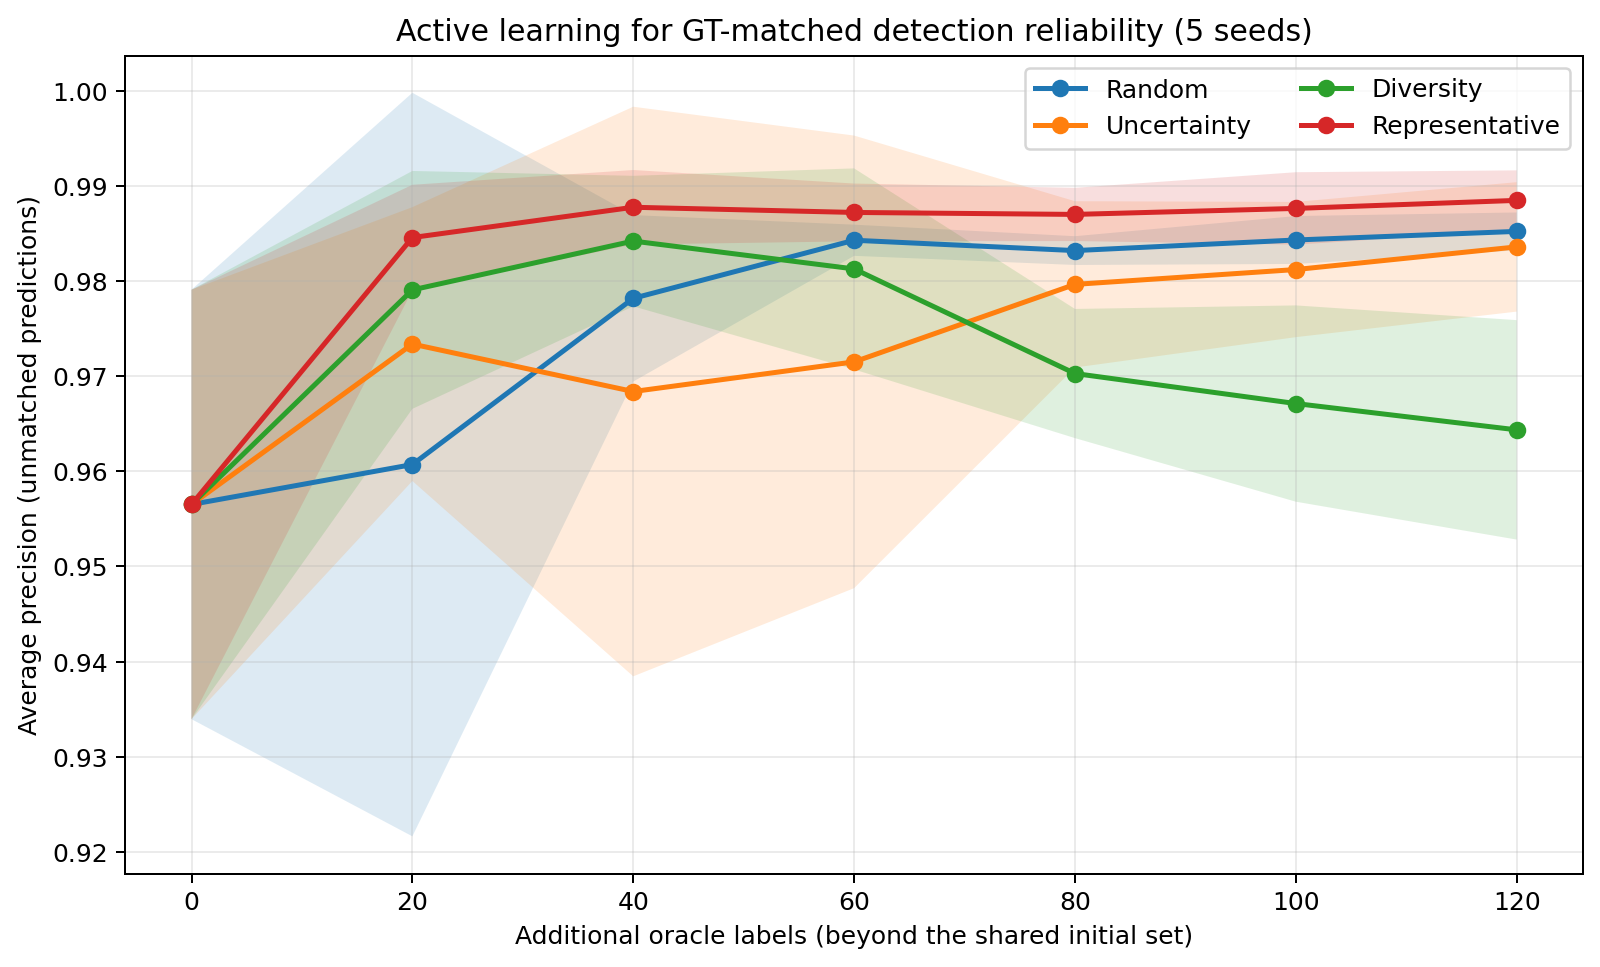 Active learning for GT-matched detection reliability (5 seeds)
Random
Uncertainty
Diversity
Representative
Average precision (unmatched predictions)
1.00
0.99
0.98
0.97
0.96
0.95
0.94
0.93
0.92
0 20 40 60 80 100 120
Additional oracle labels (beyond the shared initial set)